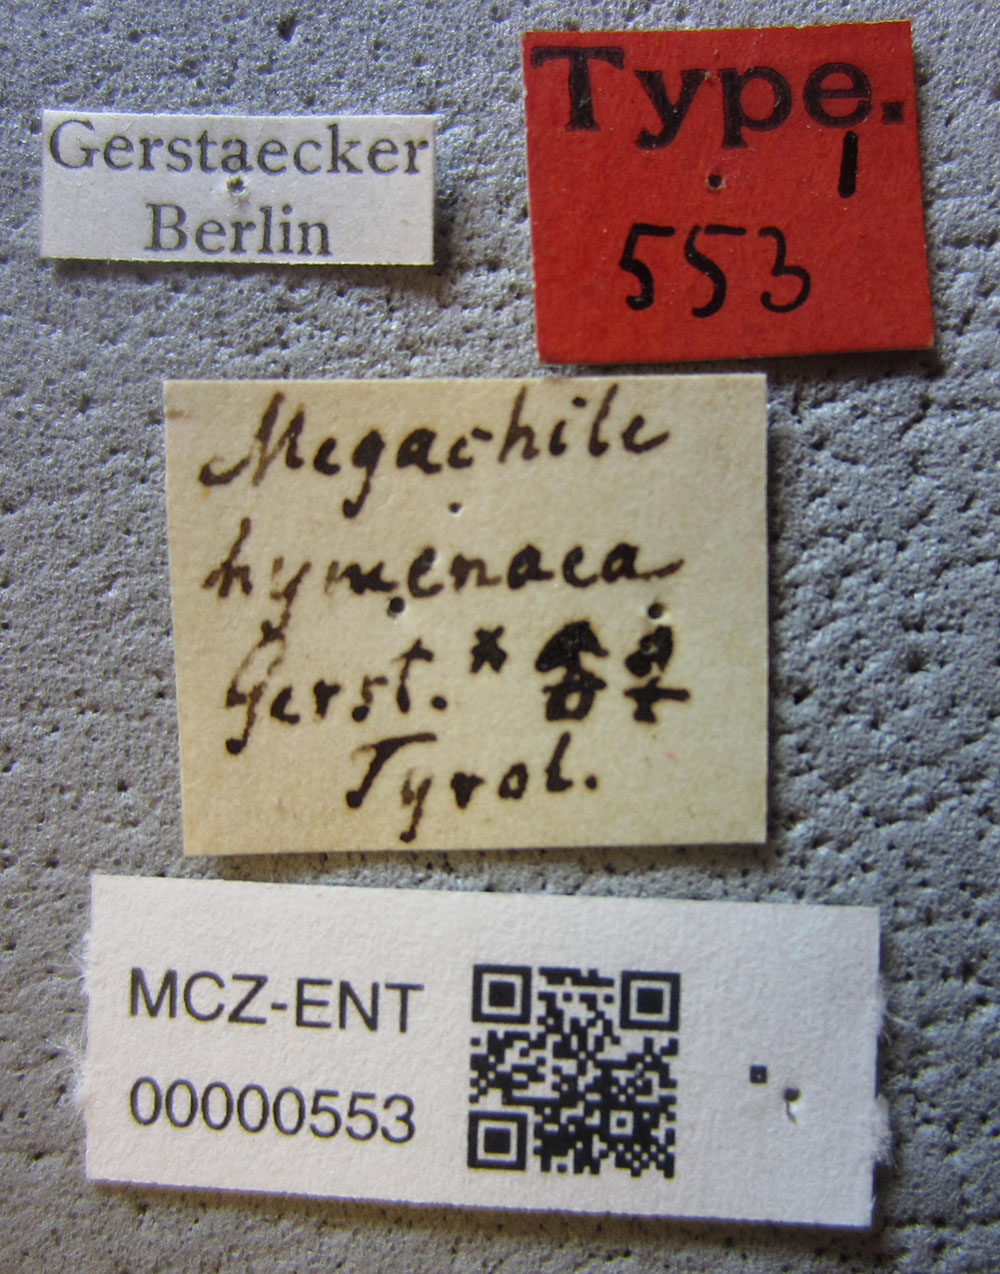 Gerstaecker
Berlin
Type.
1
553
Megachile
hymenaea
Gerst. * ♀
Tyrol.
MCZ-ENT
00000553